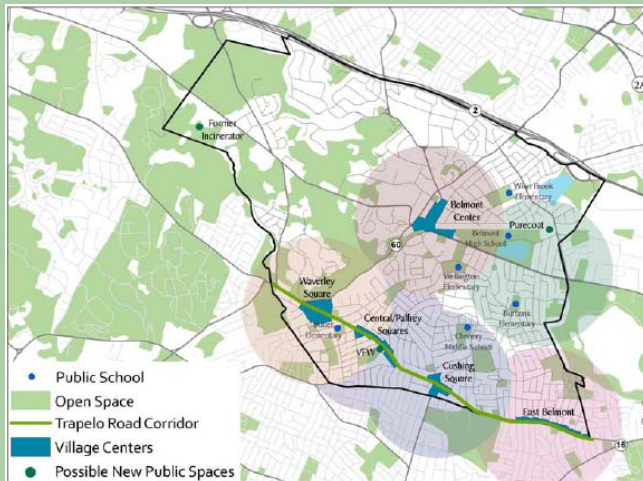 2
2A
Former
Incinerator
Winn Brook
Elementary
Belmont
Center
Purecoat
Belmont
High School
60
Wellington
Elementary
Waverley
Square
Burbank
Elementary
Central/Palfrey
Squares
Butler
Elementary
Chenery
Middle School
VFW
Cushing
Square
East Belmont
16
Public School
Open Space
Trapelo Road Corridor
Village Centers
Possible New Public Spaces